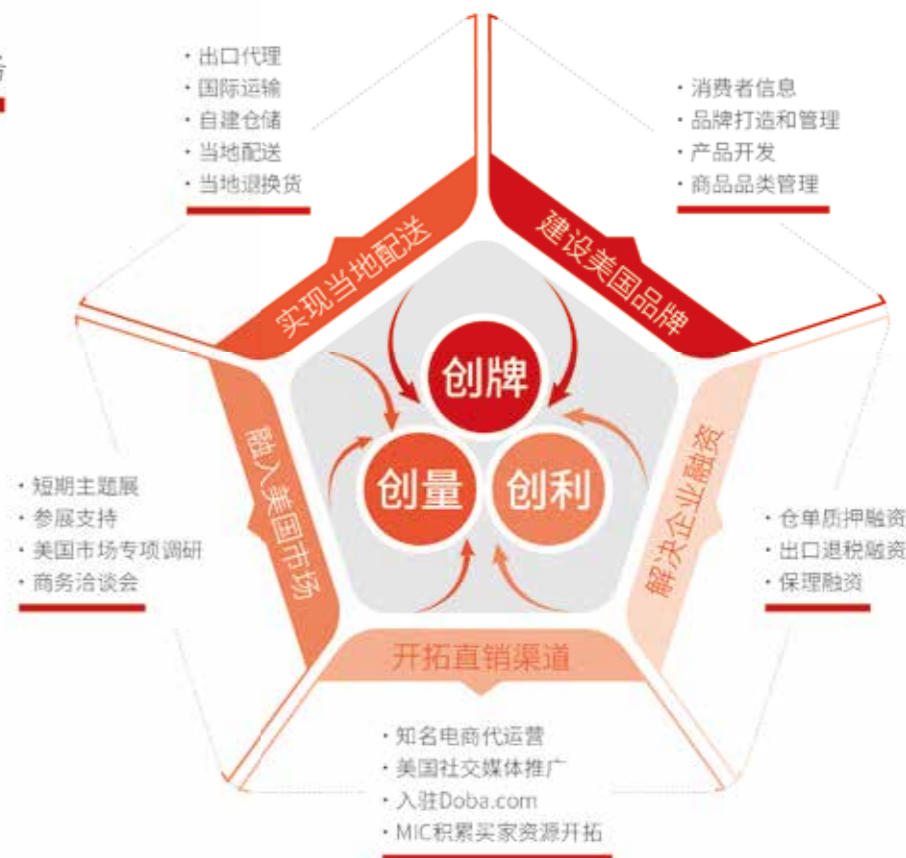 · 出口代理
· 国际运输
· 自建仓储
· 当地配送
· 当地退换货
· 消费者信息
· 品牌打造和管理
· 产品开发
· 商品品类管理
实现当地配送
建设美国品牌
创牌
创量
创利
融入美国市场
解决企业融资
· 短期主题展
· 参展支持
· 美国市场专项调研
· 商务洽谈会
· 仓单质押融资
· 出口退税融资
· 保理融资
开拓直销渠道
· 知名电商代运营
· 美国社交媒体推广
· 入驻Doba.com
· MIC积累买家资源开拓